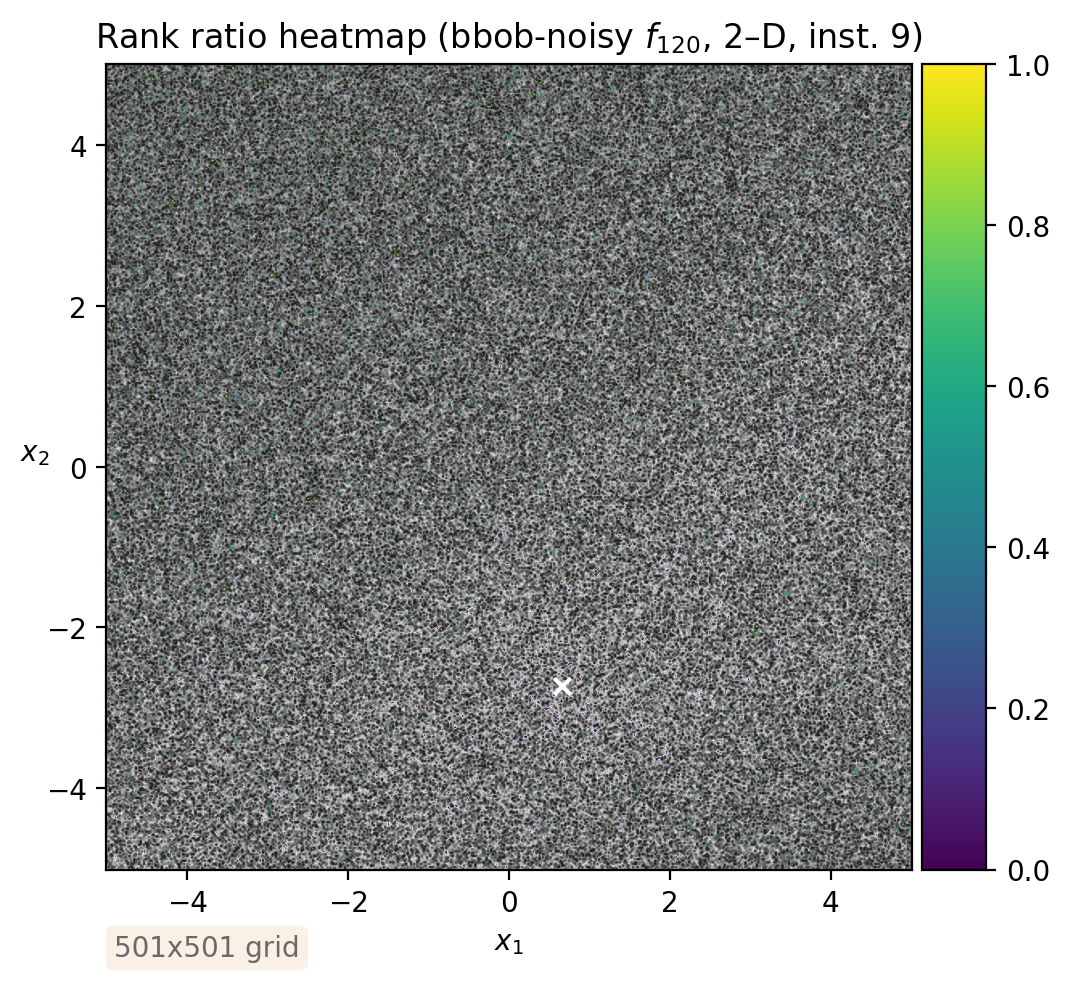 Rank ratio heatmap (bbob-noisy f₁₂₀, 2–D, inst. 9)
1.0
0.8
0.6
0.4
0.2
0.0
4
2
0
−2
−4
x₂
−4 −2 0 2 4
x₁
501x501 grid